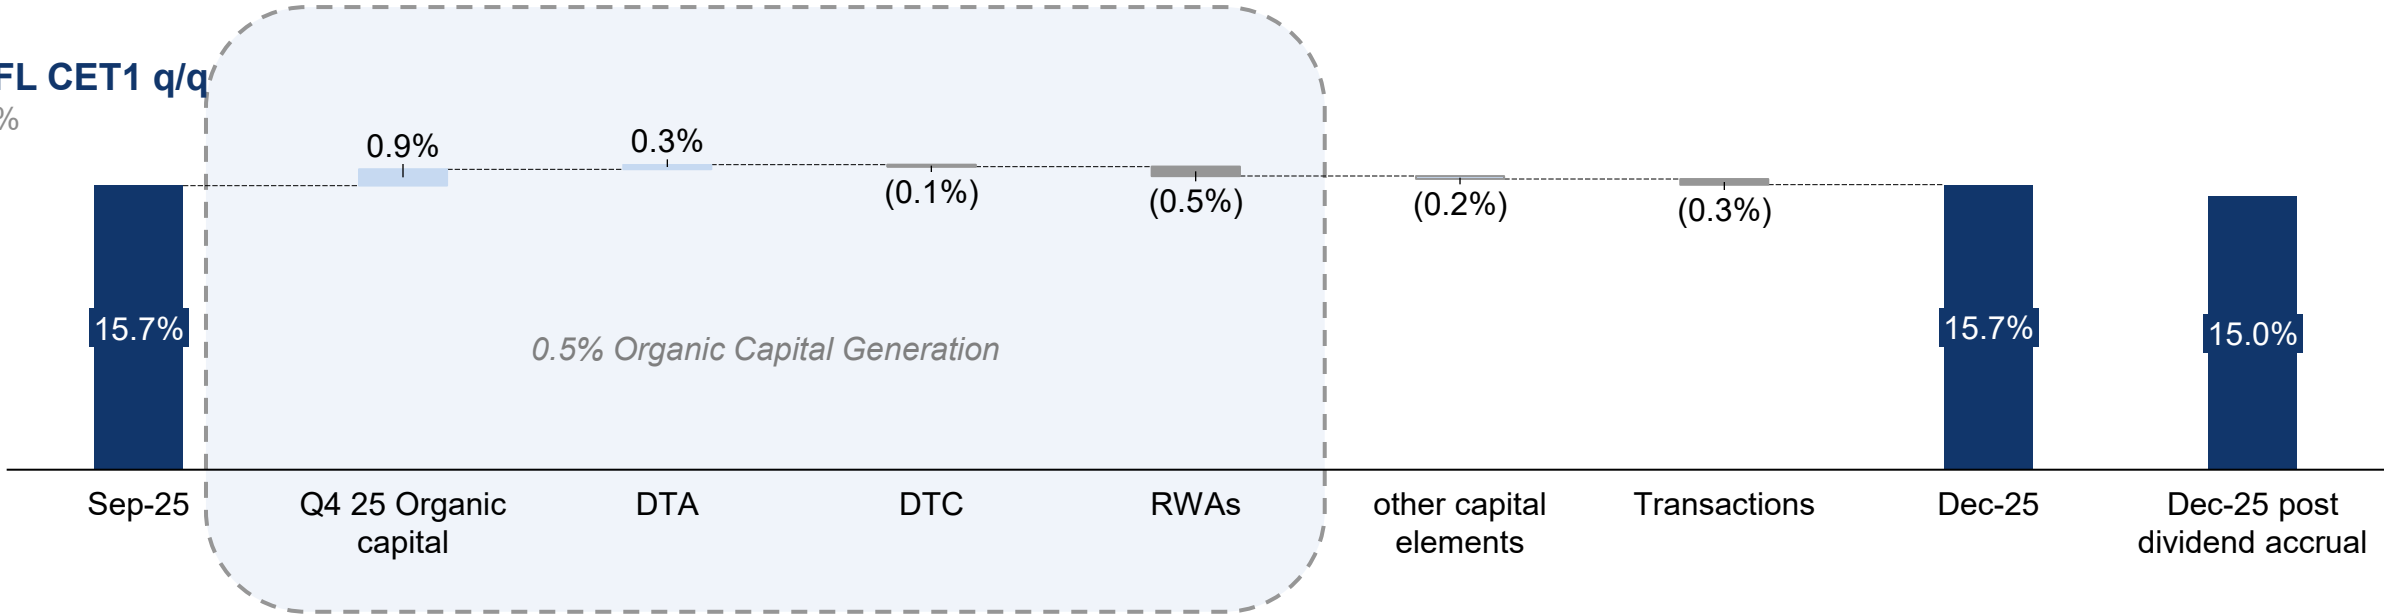 FL CET1 q/q
%
0.9%
0.3%
(0.1%)
(0.5%)
(0.2%)
(0.3%)
15.7%
0.5% Organic Capital Generation
15.7%
15.0%
Sep-25
Q4 25 Organic
capital
DTA
DTC
RWAs
other capital
elements
Transactions
Dec-25
Dec-25 post
dividend accrual